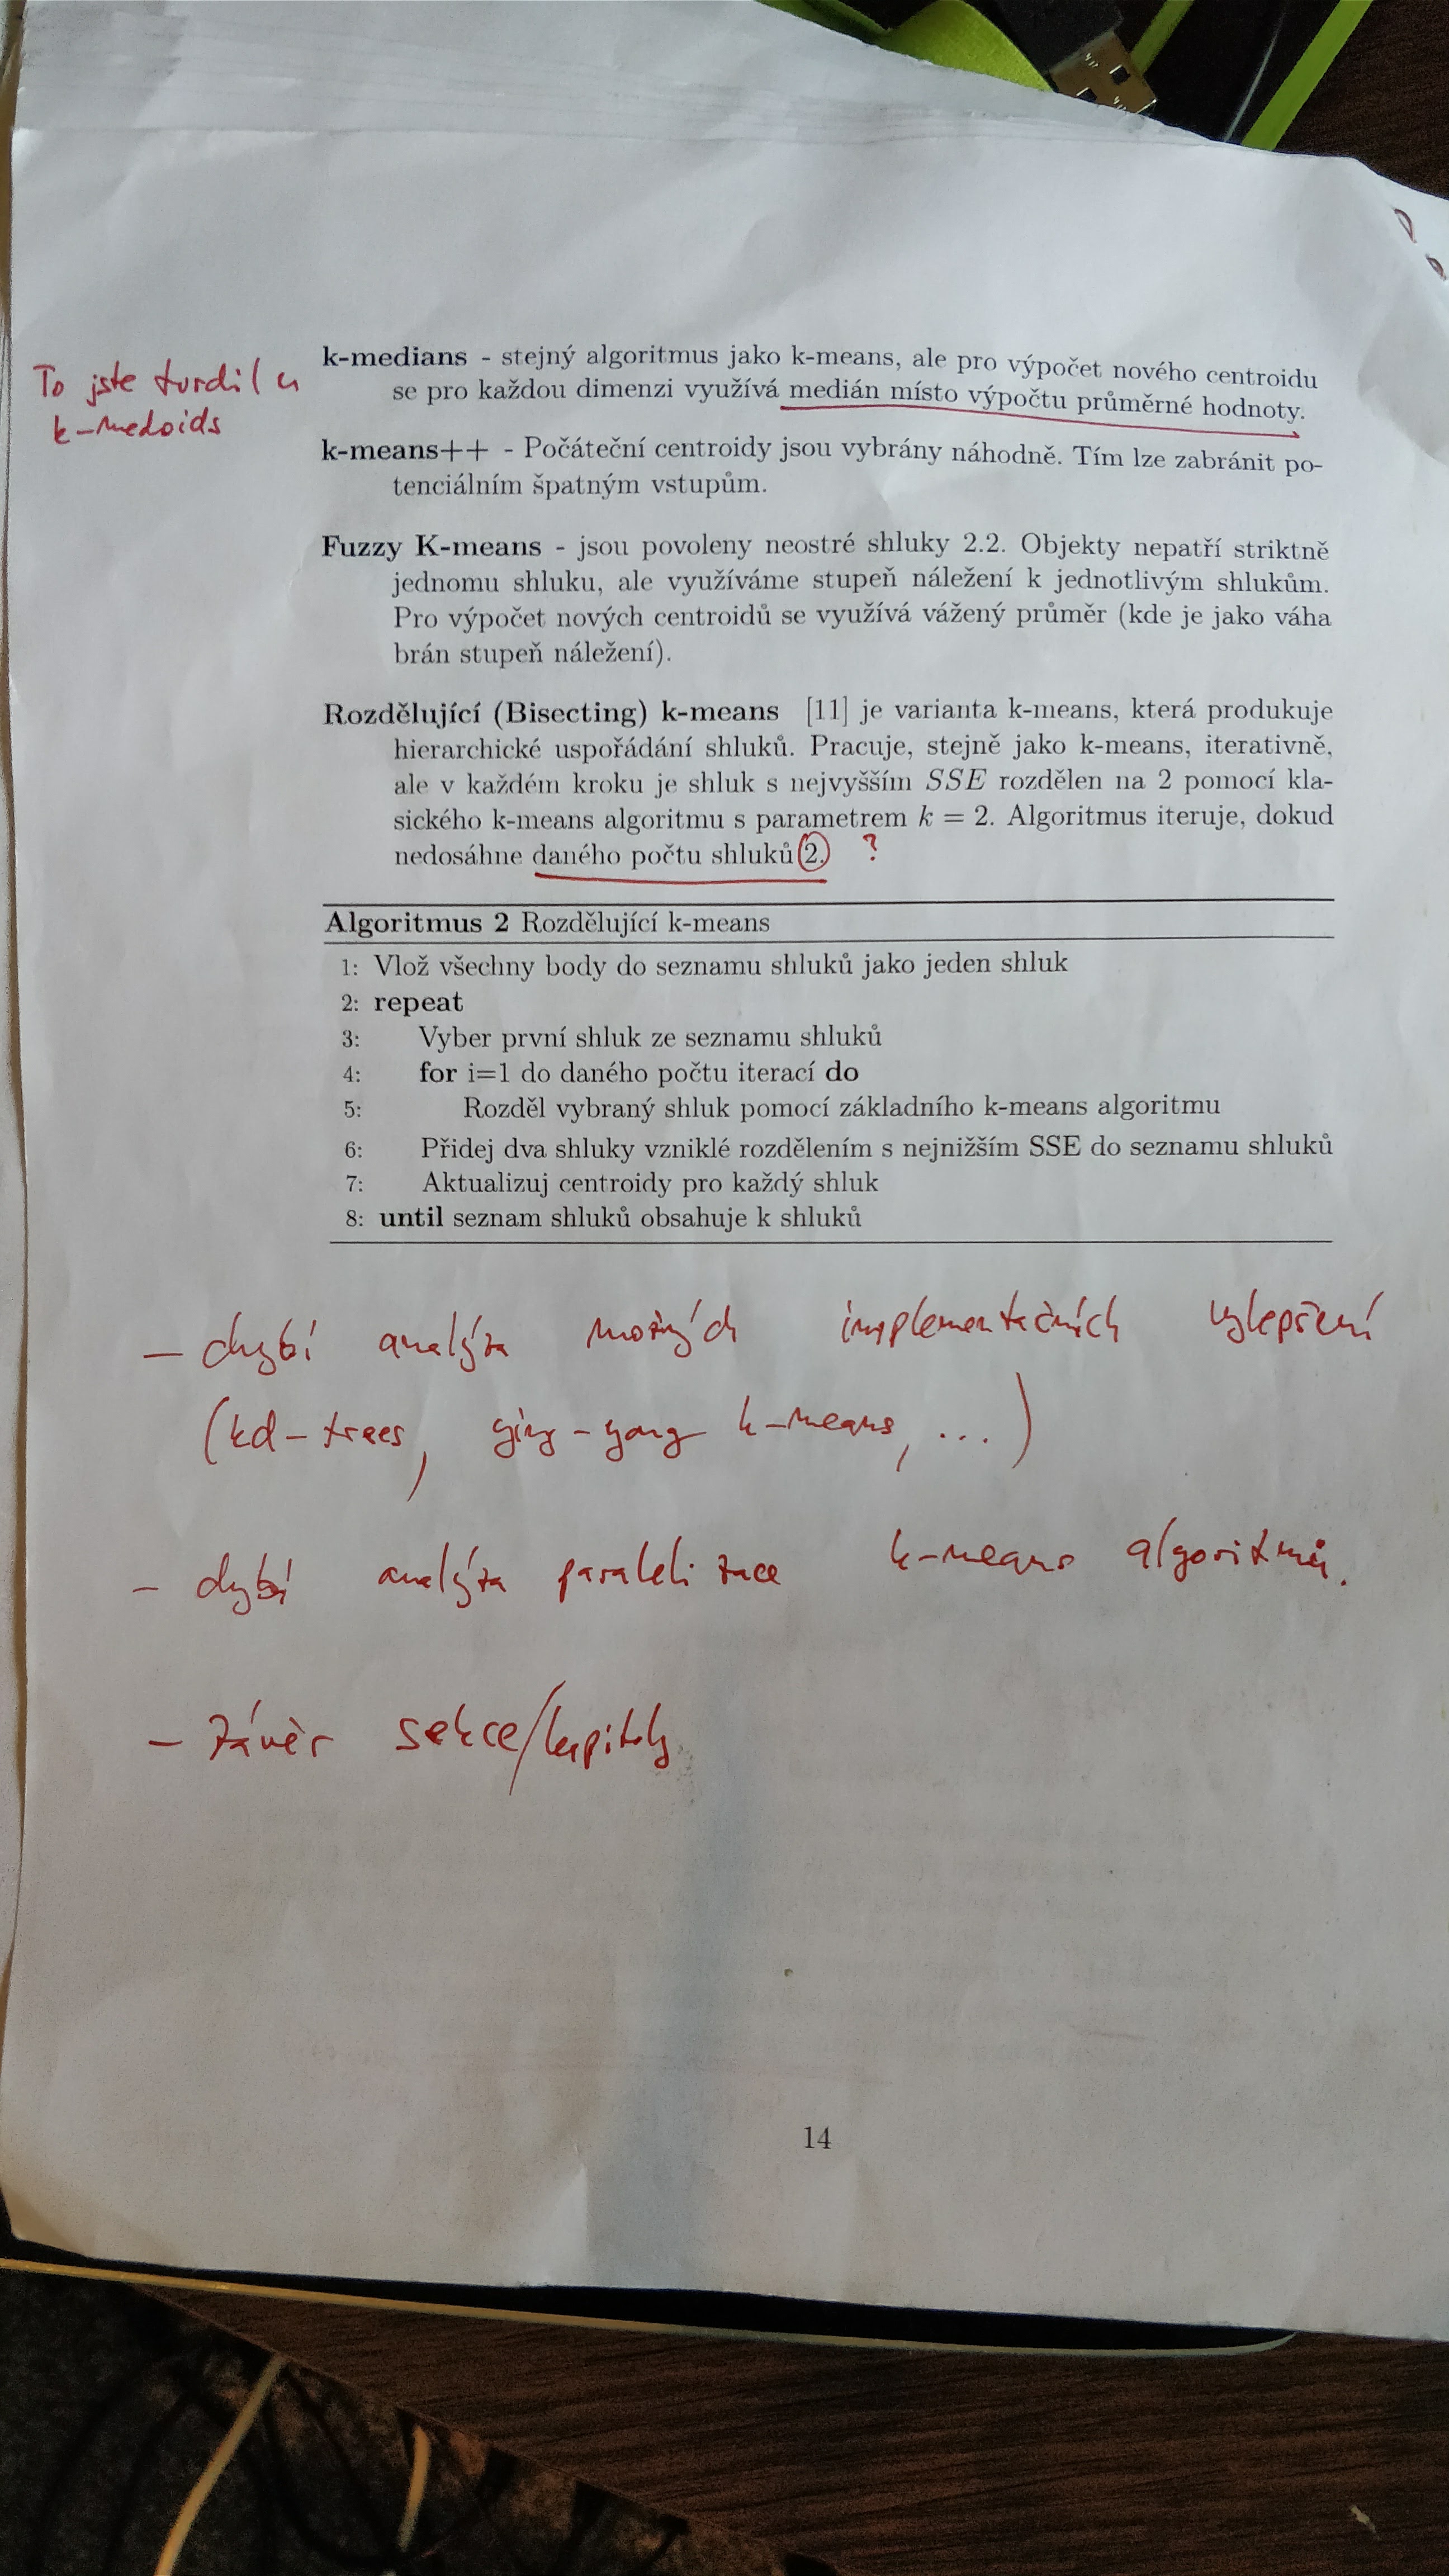 To jste tvrdil u
k-medoids
k-medians - stejný algoritmus jako k-means, ale pro výpočet nového centroidu
se pro každou dimenzi využívá medián místo výpočtu průměrné hodnoty.
k-means++ - Počáteční centroidy jsou vybrány náhodně. Tím lze zabránit po-
tenciálním špatným vstupům.
Fuzzy K-means - jsou povoleny neostré shluky 2.2. Objekty nepatří striktně
jednomu shluku, ale využíváme stupeň náležení k jednotlivým shlukům.
Pro výpočet nových centroidů se využívá vážený průměr (kde je jako váha
brán stupeň náležení).
Rozdělující (Bisecting) k-means [11] je varianta k-means, která produkuje
hierarchické uspořádání shluků. Pracuje, stejně jako k-means, iterativně,
ale v každém kroku je shluk s nejvyšším SSE rozdělen na 2 pomocí kla-
sického k-means algoritmu s parametrem k = 2. Algoritmus iteruje, dokud
nedosáhne daného počtu shluků 2. ?
Algoritmus 2 Rozdělující k-means
1: Vlož všechny body do seznamu shluků jako jeden shluk
2: repeat
3: Vyber první shluk ze seznamu shluků
4: for i=1 do daného počtu iterací do
5: Rozděl vybraný shluk pomocí základního k-means algoritmu
6: Přidej dva shluky vzniklé rozdělením s nejnižším SSE do seznamu shluků
7: Aktualizuj centroidy pro každý shluk
8: until seznam shluků obsahuje k shluků
- chybí analýza možných implementačních vylepšení
(kd-trees, ying-yang k-means, ...)
- chybí analýza paralelizace k-means algoritmů.
- závěr sekce/kapitoly
14